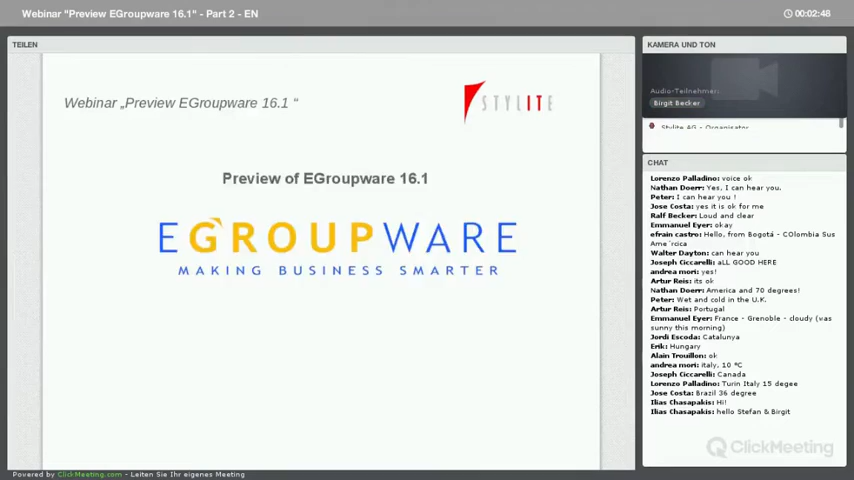 Webinar "Preview EGroupware 16.1" - Part 2 - EN
00:02:48
TEILEN
Webinar „Preview EGroupware 16.1 “
STYLITE
Preview of EGroupware 16.1
EGROUPWARE
MAKING BUSINESS SMARTER
KAMERA UND TON
Audio-Teilnehmer:
Birgit Becker
Stylite AG - Organisator
CHAT
Lorenzo Palladino: voice ok
Nathan Doerr: Yes, I can hear you.
Peter: I can hear you !
Jose Costa: yes it is ok for me
Ralf Becker: Loud and clear
Emmanuel Eyer: okay
ofrain castro: Hello, from Bogotá - COlombia Sus
Ame´rcica
Walter Dayton: can hear you
Joseph Ciccarelli: aLL GOOD HERE
andrea mori: yes!
Artur Reis: its ok
Nathan Doerr: America and 70 degrees!
Peter: Wet and cold in the U.K.
Artur Reis: Portugal
Emmanuel Eyer: France - Grenoble - cloudy (was
sunny this morning)
Jordi Escoda: Catalunya
Erik: Hungary
Alain Trouillon: ok
andrea mori: italy, 10 °C
Joseph Ciccarelli: Canada
Lorenzo Palladino: Turin Italy 15 degee
Jose Costa: Brazil 36 degree
Ilias Chasapakis: Hi!
Ilias Chasapakis: hello Stefan & Birgit
ClickMeeting
Powered by ClickMeeting.com - Leiten Sie Ihr eigenes Meeting